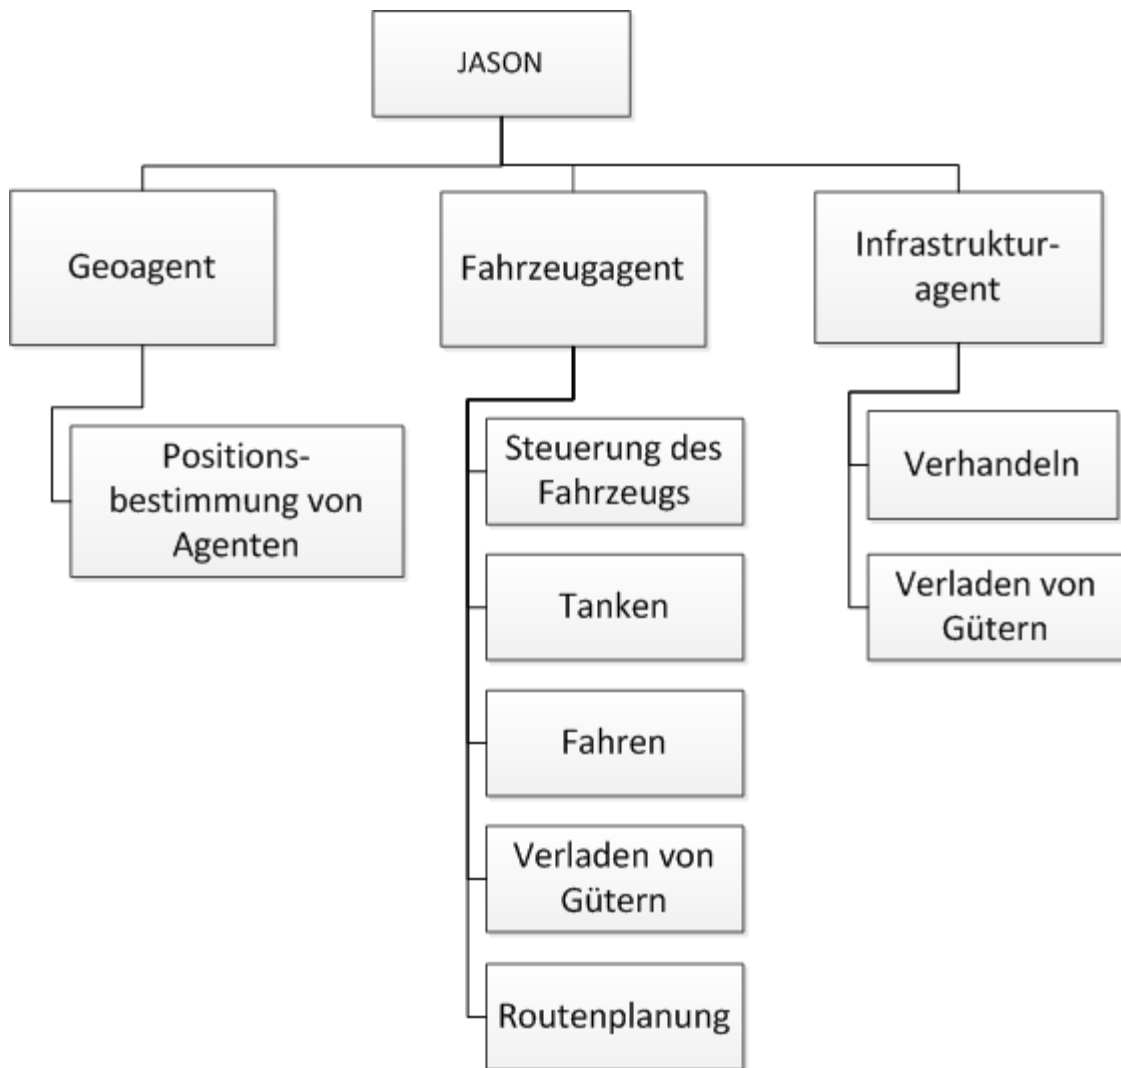 JASON
Geoagent
Fahrzeugagent
Infrastruktur-
agent
Positions-
bestimmung von
Agenten
Steuerung des
Fahrzeugs
Tanken
Fahren
Verladen von
Gütern
Routenplanung
Verhandeln
Verladen von
Gütern